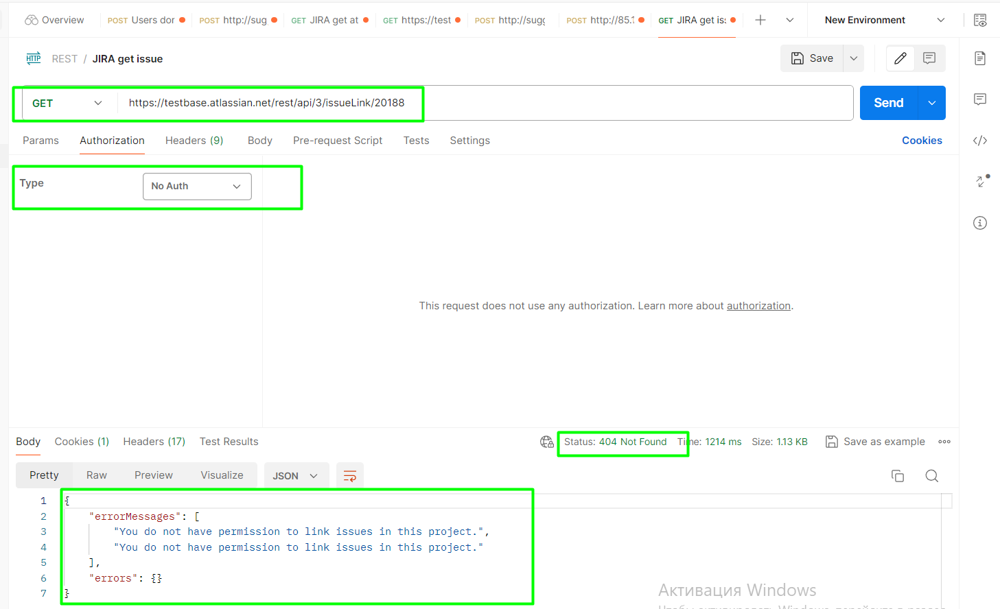 Overview POST Users dor POST http://sug GET JIRA get at GET https://test POST http://sugg POST http://85.1 GET JIRA get is New Environment
HTTP REST / JIRA get issue Save
GET https://testbase.atlassian.net/rest/api/3/issueLink/20188 Send
Params Authorization Headers (9) Body Pre-request Script Tests Settings Cookies
Type No Auth
This request does not use any authorization. Learn more about authorization.
Body Cookies (1) Headers (17) Test Results Status: 404 Not Found Time: 1214 ms Size: 1.13 KB Save as example
Pretty Raw Preview Visualize JSON
1 {
2 "errorMessages": [
3 "You do not have permission to link issues in this project.",
4 "You do not have permission to link issues in this project."
5 ],
6 "errors": {}
7 }
Активация Windows